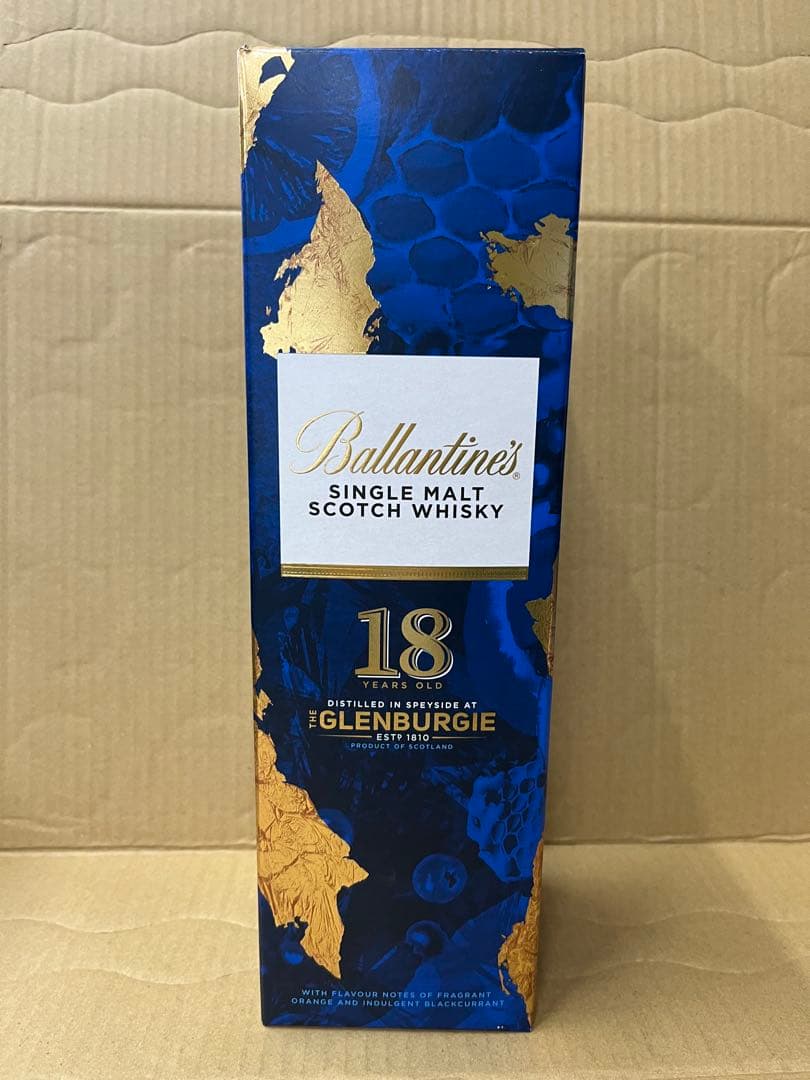 Ballantine's®
SINGLE MALT
SCOTCH WHISKY
18
YEARS OLD
DISTILLED IN SPEYSIDE AT
THE GLENBURGIE
ESTD 1810
PRODUCT OF SCOTLAND
WITH FLAVOUR NOTES OF FRAGRANT
ORANGE AND INDULGENT BLACKCURRANT